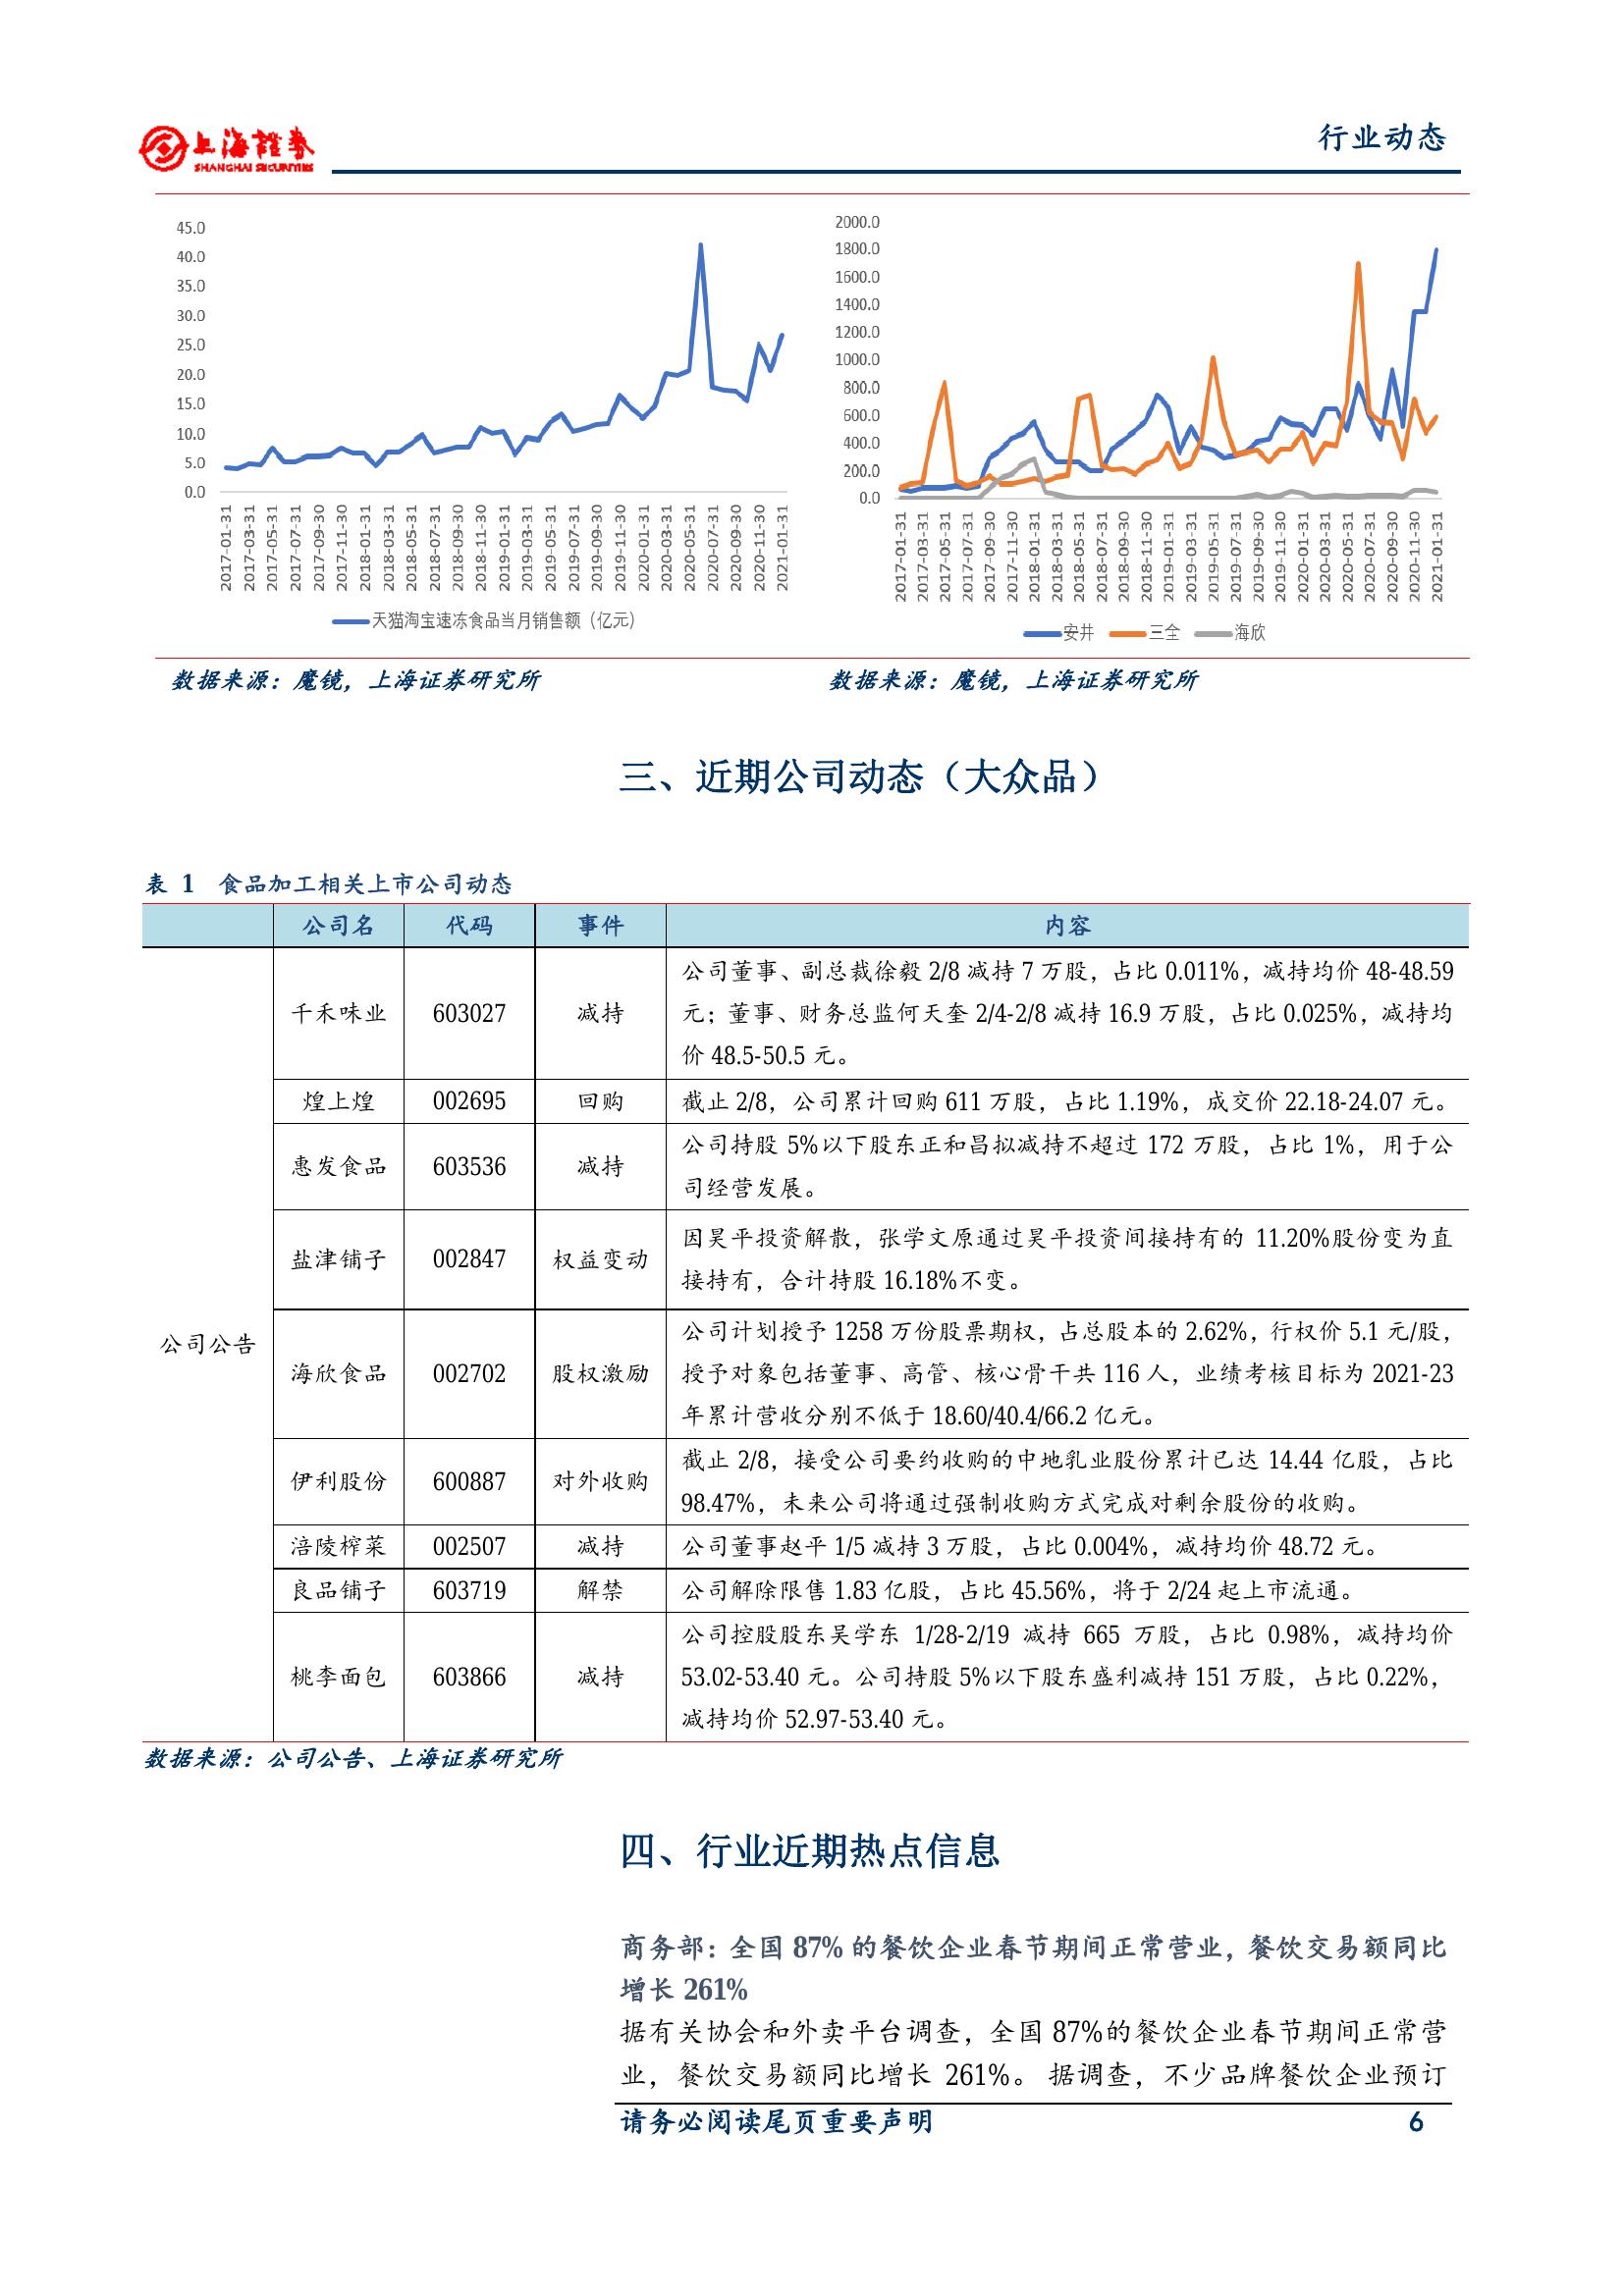 上海證券
SHANGHAI SECURITIES
行业动态
45.0
40.0
35.0
30.0
25.0
20.0
15.0
10.0
5.0
0.0
2017-01-31
2017-03-31
2017-05-31
2017-07-31
2017-09-30
2017-11-30
2018-01-31
2018-03-31
2018-05-31
2018-07-31
2018-09-30
2018-11-30
2019-01-31
2019-03-31
2019-05-31
2019-07-31
2019-09-30
2019-11-30
2020-01-31
2020-03-31
2020-05-31
2020-07-31
2020-09-30
2020-11-30
2021-01-31
天猫淘宝速冻食品当月销售额（亿元）
2000.0
1800.0
1600.0
1400.0
1200.0
1000.0
800.0
600.0
400.0
200.0
0.0
2017-01-31
2017-03-31
2017-05-31
2017-07-31
2017-09-30
2017-11-30
2018-01-31
2018-03-31
2018-05-31
2018-07-31
2018-09-30
2018-11-30
2019-01-31
2019-03-31
2019-05-31
2019-07-31
2019-09-30
2019-11-30
2020-01-31
2020-03-31
2020-05-31
2020-07-31
2020-09-30
2020-11-30
2021-01-31
安井 三全 海欣
数据来源：魔镜，上海证券研究所
数据来源：魔镜，上海证券研究所
三、近期公司动态（大众品）
表 1 食品加工相关上市公司动态
公司名 代码 事件 内容
公司公告
千禾味业 603027 减持
公司董事、副总裁徐毅 2/8 减持 7 万股，占比 0.011%，减持均价 48-48.59
元；董事、财务总监何天奎 2/4-2/8 减持 16.9 万股，占比 0.025%，减持均
价 48.5-50.5 元。
煌上煌 002695 回购 截止 2/8，公司累计回购 611 万股，占比 1.19%，成交价 22.18-24.07 元。
惠发食品 603536 减持
公司持股 5%以下股东正和昌拟减持不超过 172 万股，占比 1%，用于公
司经营发展。
盐津铺子 002847 权益变动
因昊平投资解散，张学文原通过昊平投资间接持有的 11.20%股份变为直
接持有，合计持股 16.18%不变。
海欣食品 002702 股权激励
公司计划授予 1258 万份股票期权，占总股本的 2.62%，行权价 5.1 元/股，
授予对象包括董事、高管、核心骨干共 116 人，业绩考核目标为 2021-23
年累计营收分别不低于 18.60/40.4/66.2 亿元。
伊利股份 600887 对外收购
截止 2/8，接受公司要约收购的中地乳业股份累计已达 14.44 亿股，占比
98.47%，未来公司将通过强制收购方式完成对剩余股份的收购。
涪陵榨菜 002507 减持 公司董事赵平 1/5 减持 3 万股，占比 0.004%，减持均价 48.72 元。
良品铺子 603719 解禁 公司解除限售 1.83 亿股，占比 45.56%，将于 2/24 起上市流通。
桃李面包 603866 减持
公司控股股东吴学东 1/28-2/19 减持 665 万股，占比 0.98%，减持均价
53.02-53.40 元。公司持股 5%以下股东盛利减持 151 万股，占比 0.22%，
减持均价 52.97-53.40 元。
数据来源：公司公告、上海证券研究所
四、行业近期热点信息
商务部：全国 87% 的餐饮企业春节期间正常营业，餐饮交易额同比
增长 261%
据有关协会和外卖平台调查，全国 87%的餐饮企业春节期间正常营
业，餐饮交易额同比增长 261%。 据调查，不少品牌餐饮企业预订
请务必阅读尾页重要声明 6